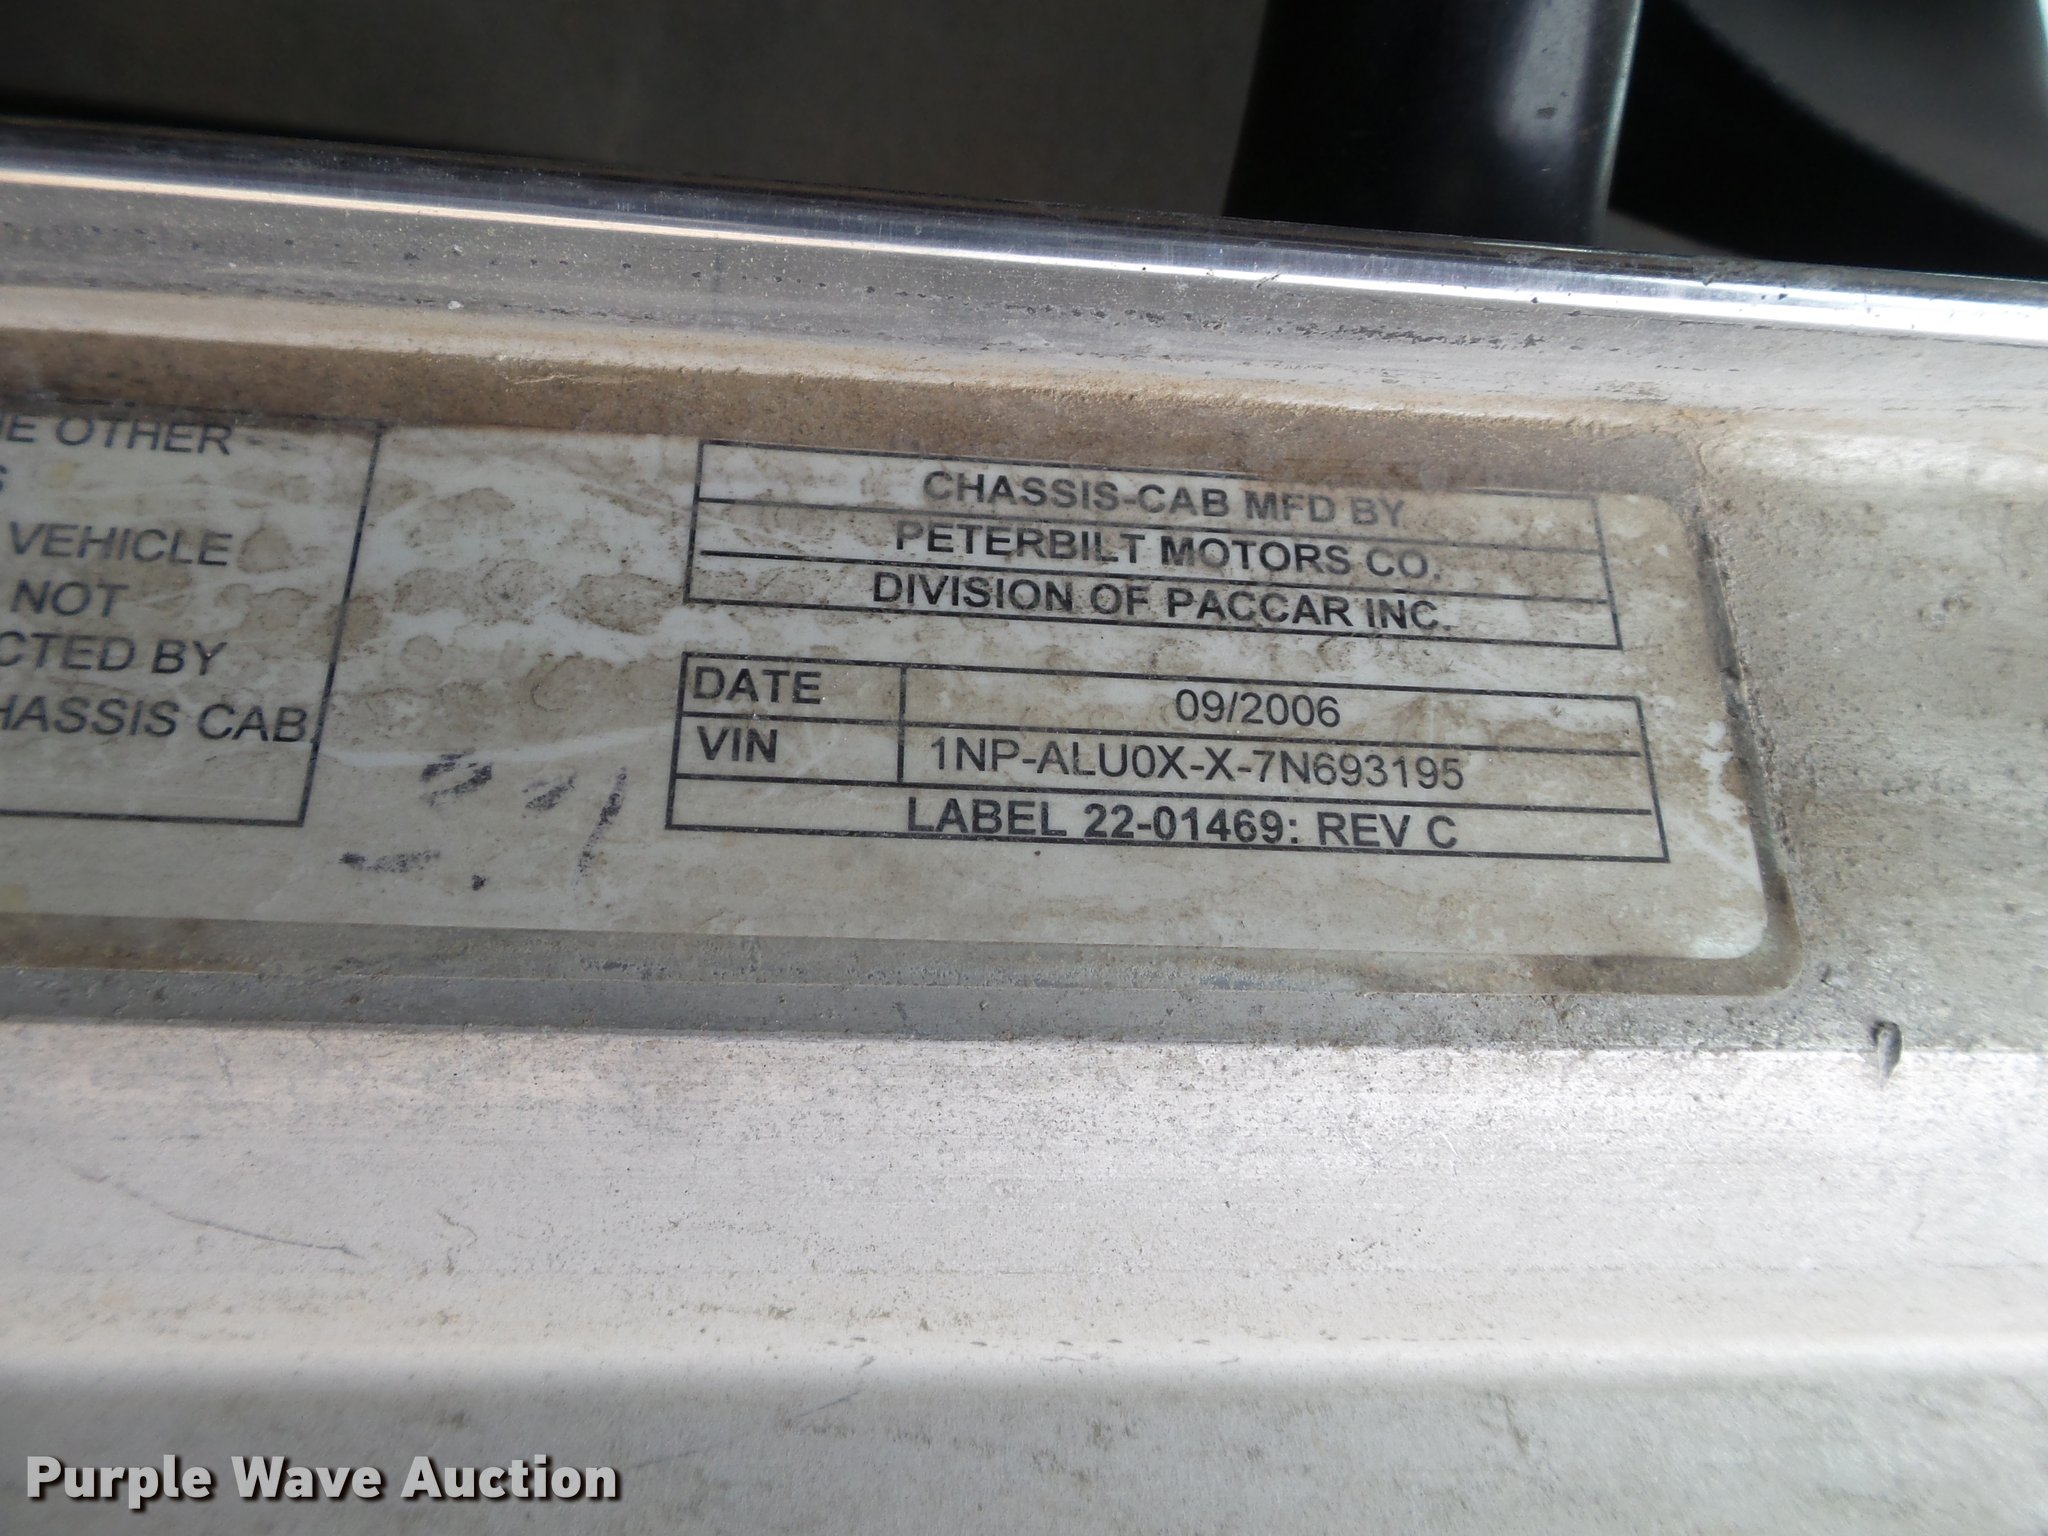 OTHER
VEHICLE
NOT
CTED BY
HASSIS CAB.
CHASSIS-CAB MFD BY
PETERBILT MOTORS CO.
DIVISION OF PACCAR INC.
DATE 09/2006
VIN 1NP-ALU0X-X-7N693195
LABEL 22-01469: REV C
Purple Wave Auction